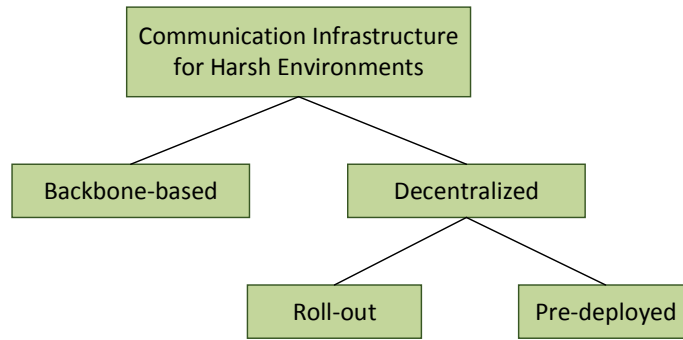 Communication Infrastructure
for Harsh Environments
Backbone-based
Decentralized
Roll-out
Pre-deployed